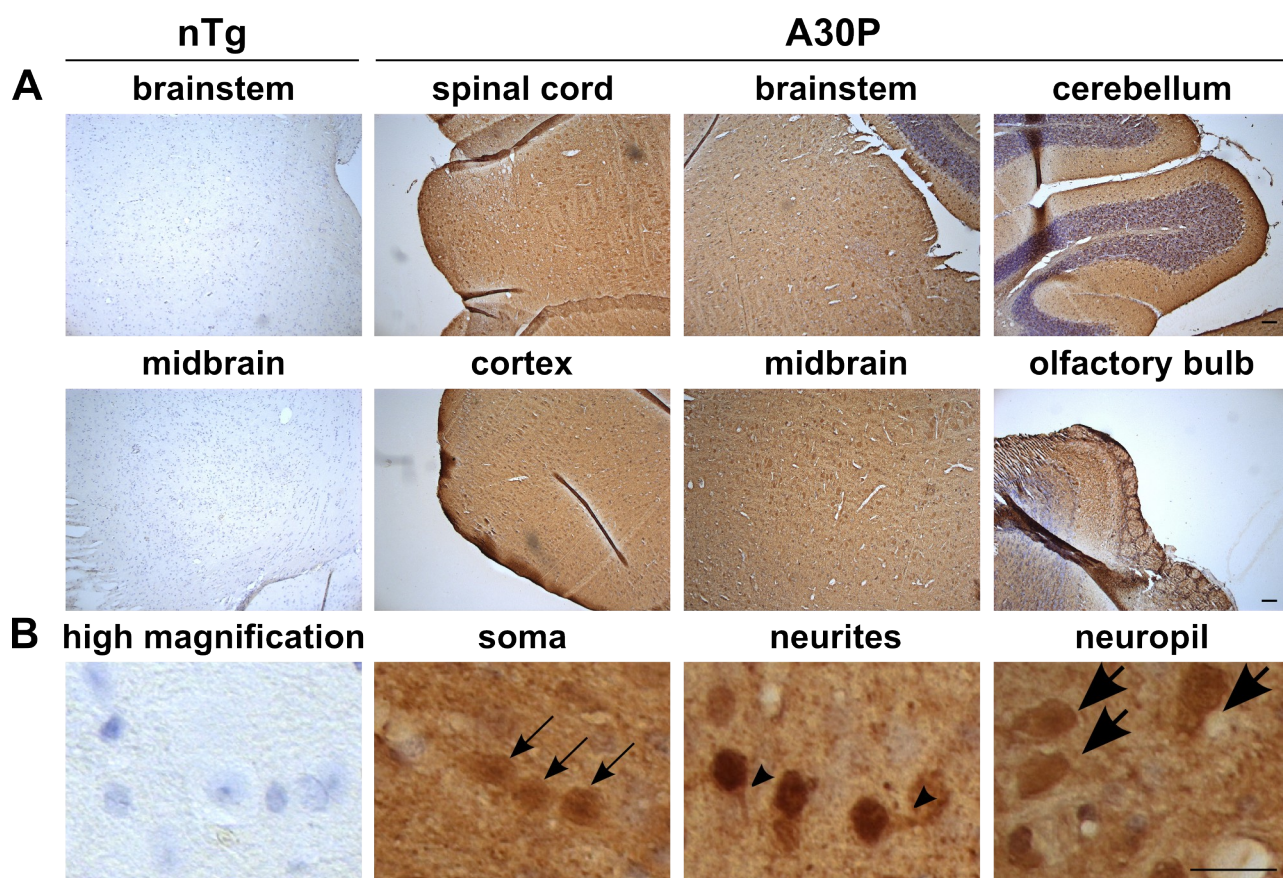 nTg A30P
A brainstem spinal cord brainstem cerebellum
midbrain cortex midbrain olfactory bulb
B high magnification soma neurites neuropil